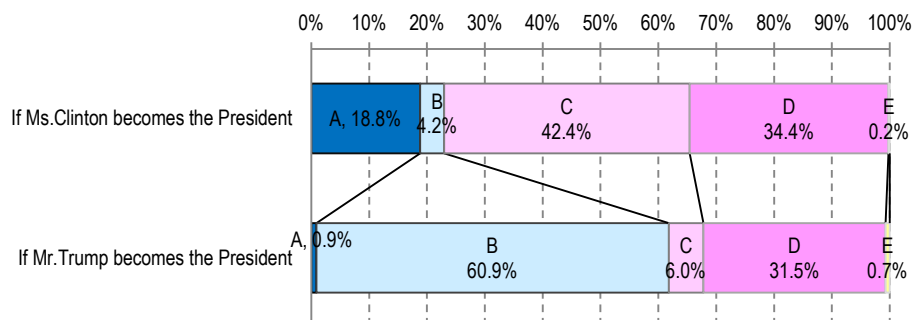 0% 10% 20% 30% 40% 50% 60% 70% 80% 90% 100%
If Ms.Clinton becomes the President
A, 18.8%
B
4.2%
C
42.4%
D
34.4%
E
0.2%
If Mr.Trump becomes the President
A, 0.9%
B
60.9%
C
6.0%
D
31.5%
E
0.7%